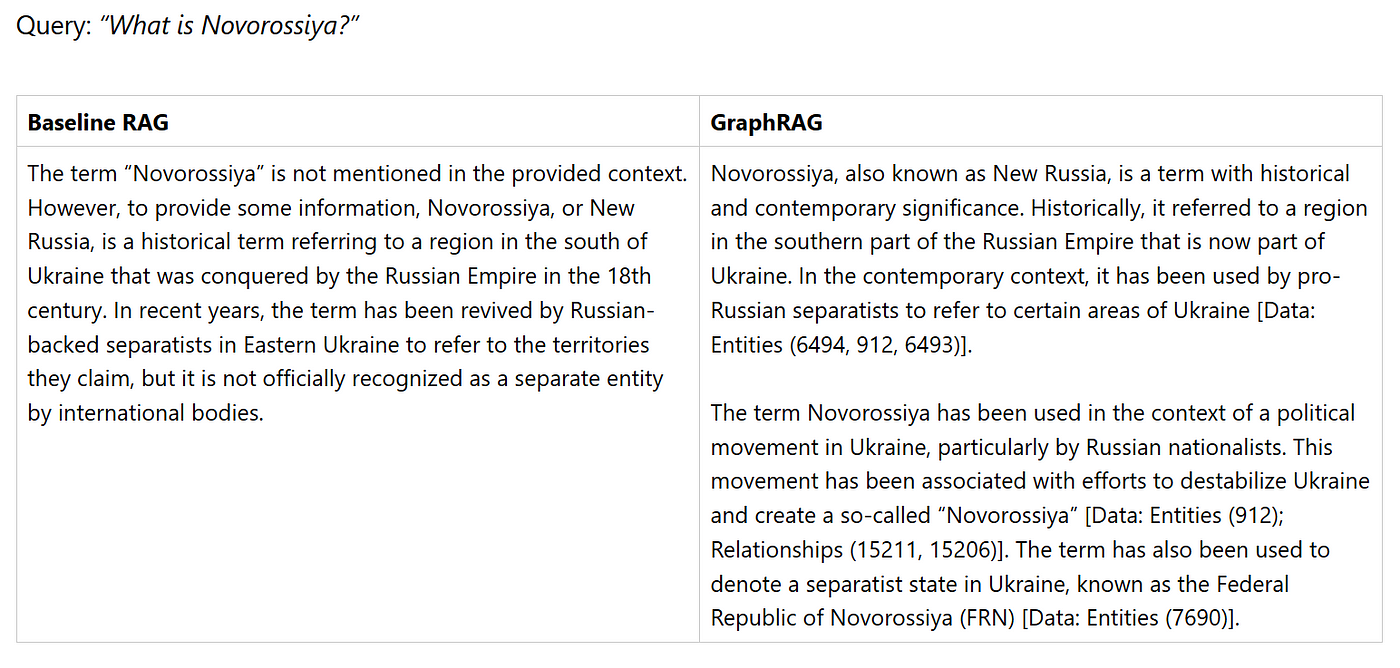 Query: “What is Novorossiya?”
Baseline RAG
The term “Novorossiya” is not mentioned in the provided context.
However, to provide some information, Novorossiya, or New
Russia, is a historical term referring to a region in the south of
Ukraine that was conquered by the Russian Empire in the 18th
century. In recent years, the term has been revived by Russian-
backed separatists in Eastern Ukraine to refer to the territories
they claim, but it is not officially recognized as a separate entity
by international bodies.
GraphRAG
Novorossiya, also known as New Russia, is a term with historical
and contemporary significance. Historically, it referred to a region
in the southern part of the Russian Empire that is now part of
Ukraine. In the contemporary context, it has been used by pro-
Russian separatists to refer to certain areas of Ukraine [Data:
Entities (6494, 912, 6493)].
The term Novorossiya has been used in the context of a political
movement in Ukraine, particularly by Russian nationalists. This
movement has been associated with efforts to destabilize Ukraine
and create a so-called “Novorossiya” [Data: Entities (912);
Relationships (15211, 15206)]. The term has also been used to
denote a separatist state in Ukraine, known as the Federal
Republic of Novorossiya (FRN) [Data: Entities (7690)].